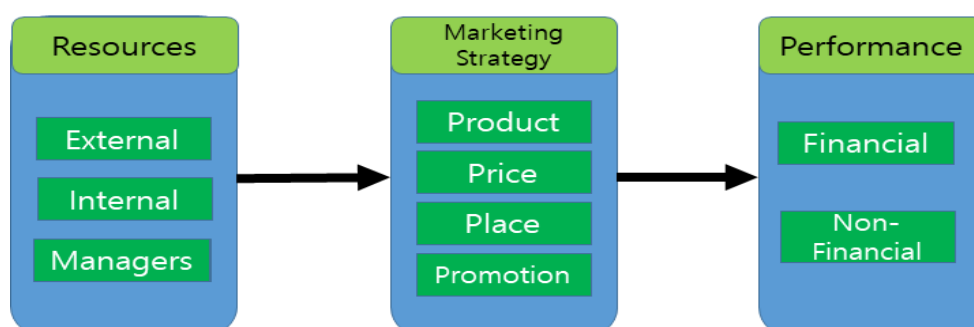 Resources
External
Internal
Managers
Marketing
Strategy
Product
Price
Place
Promotion
Performance
Financial
Non-
Financial